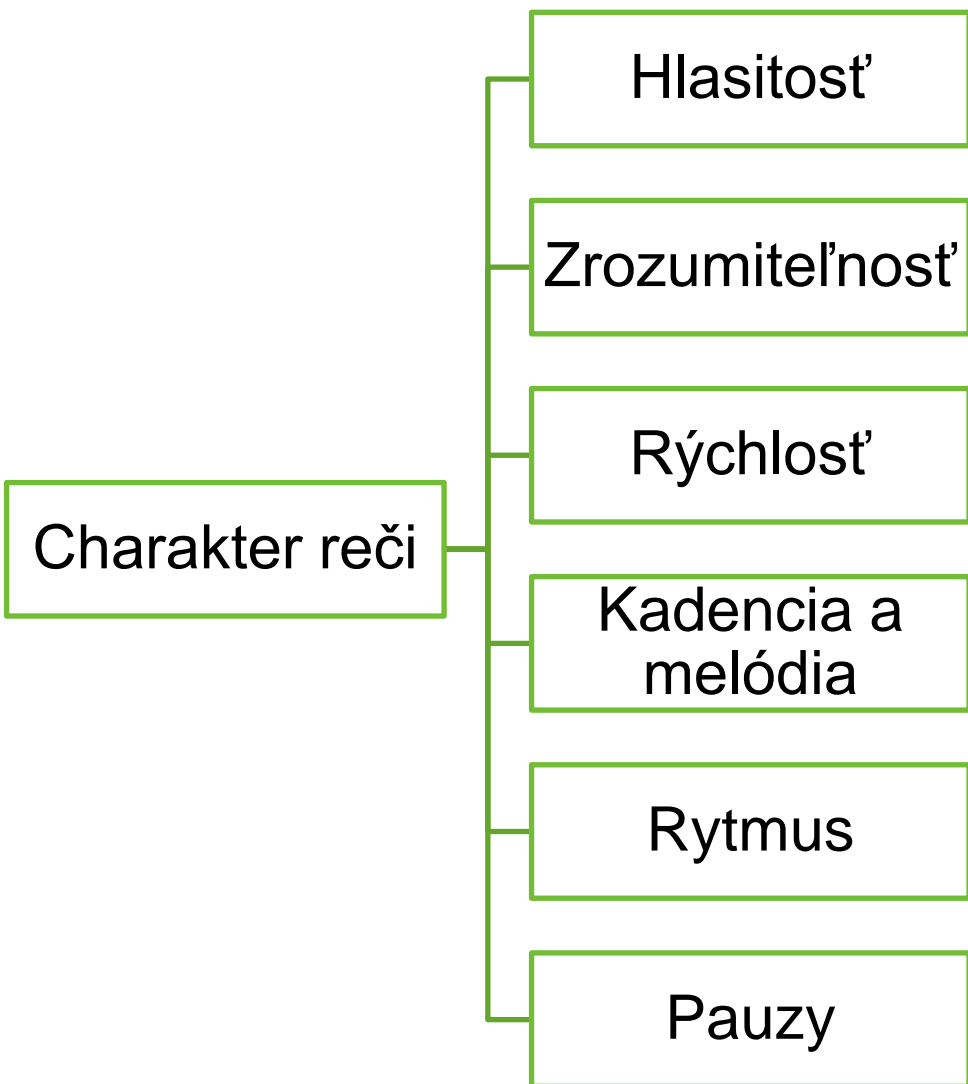 Charakter reči
Hlasitosť
Zrozumiteľnosť
Rýchlosť
Kadencia a
melódia
Rytmus
Pauzy